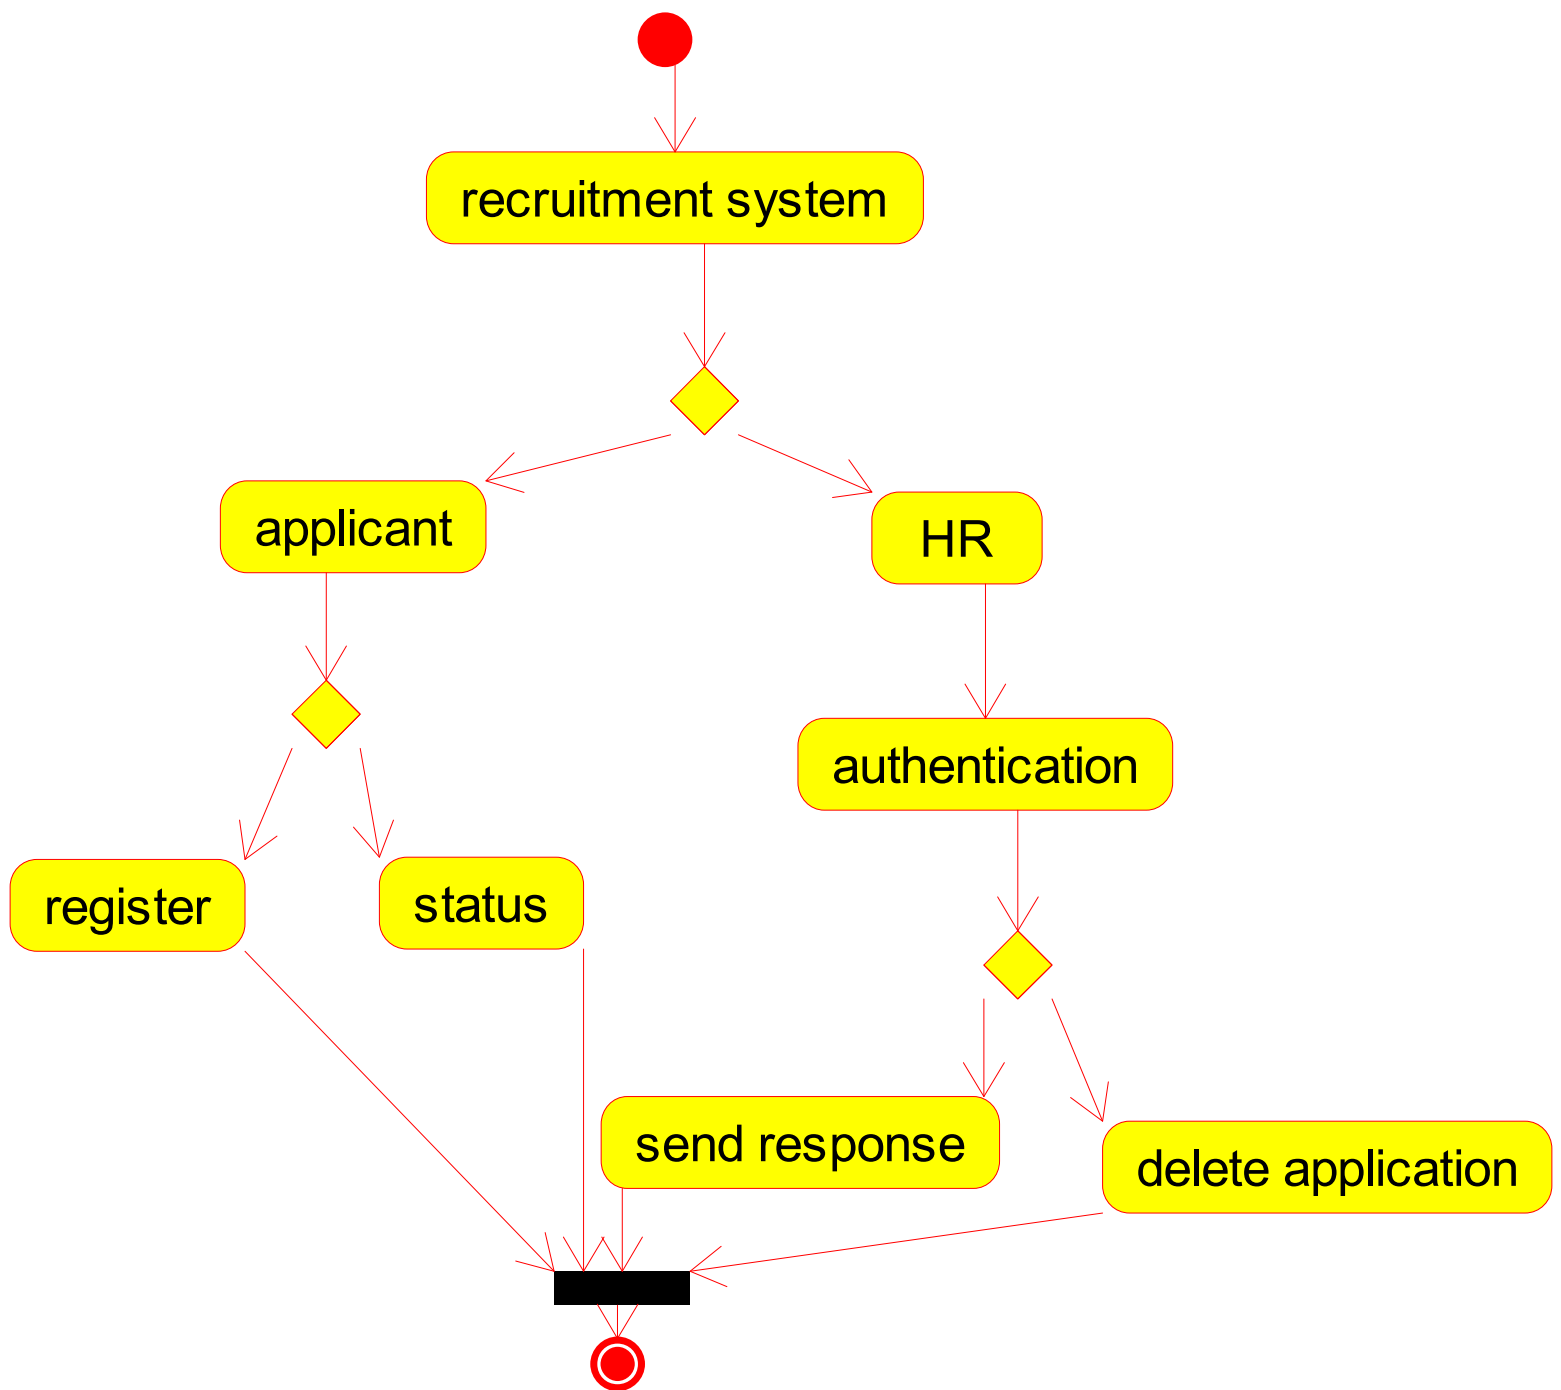 recruitment system
applicant
HR
authentication
register
status
send response
delete application